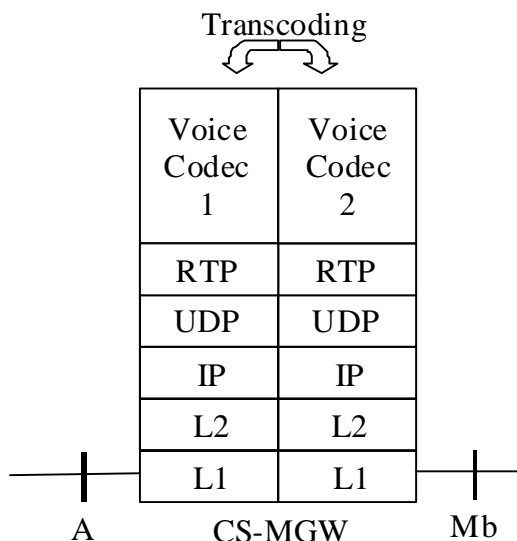 Transcoding
Voice Codec 1
Voice Codec 2
RTP RTP
UDP UDP
IP IP
L2 L2
L1 L1
A CS-MGW Mb